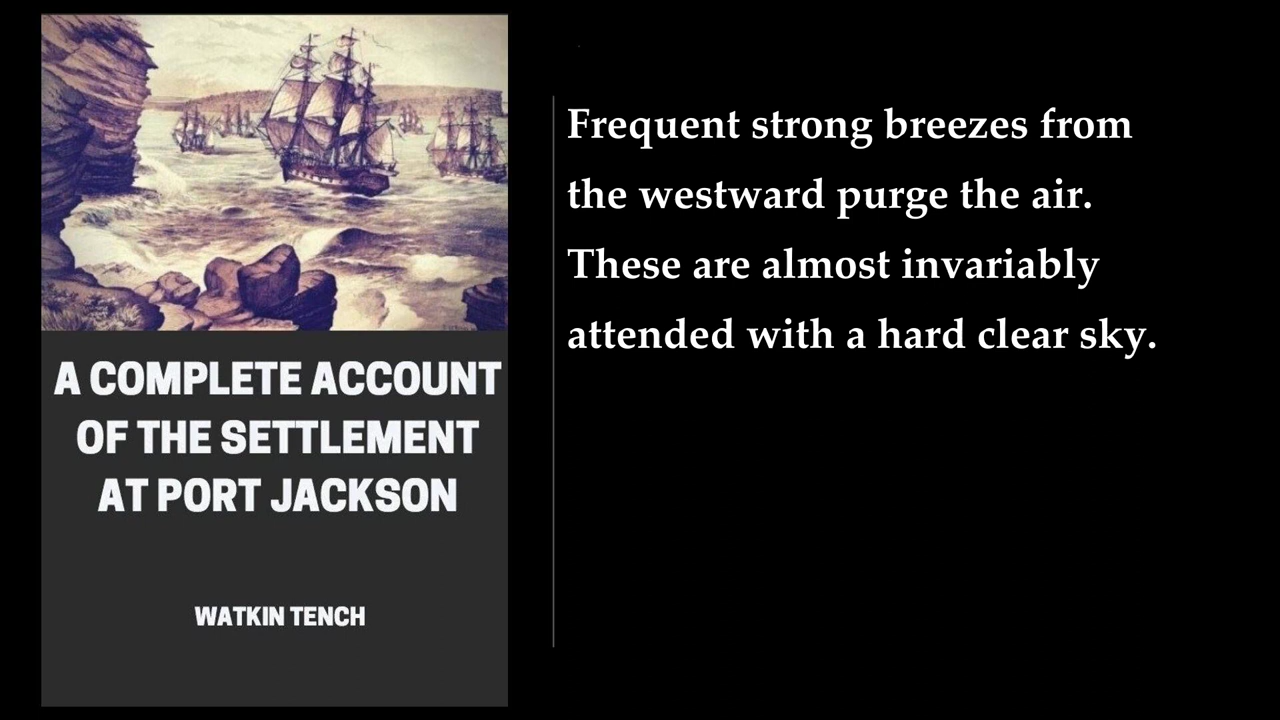 A COMPLETE ACCOUNT
OF THE SETTLEMENT
AT PORT JACKSON
WATKIN TENCH
Frequent strong breezes from
the westward purge the air.
These are almost invariably
attended with a hard clear sky.